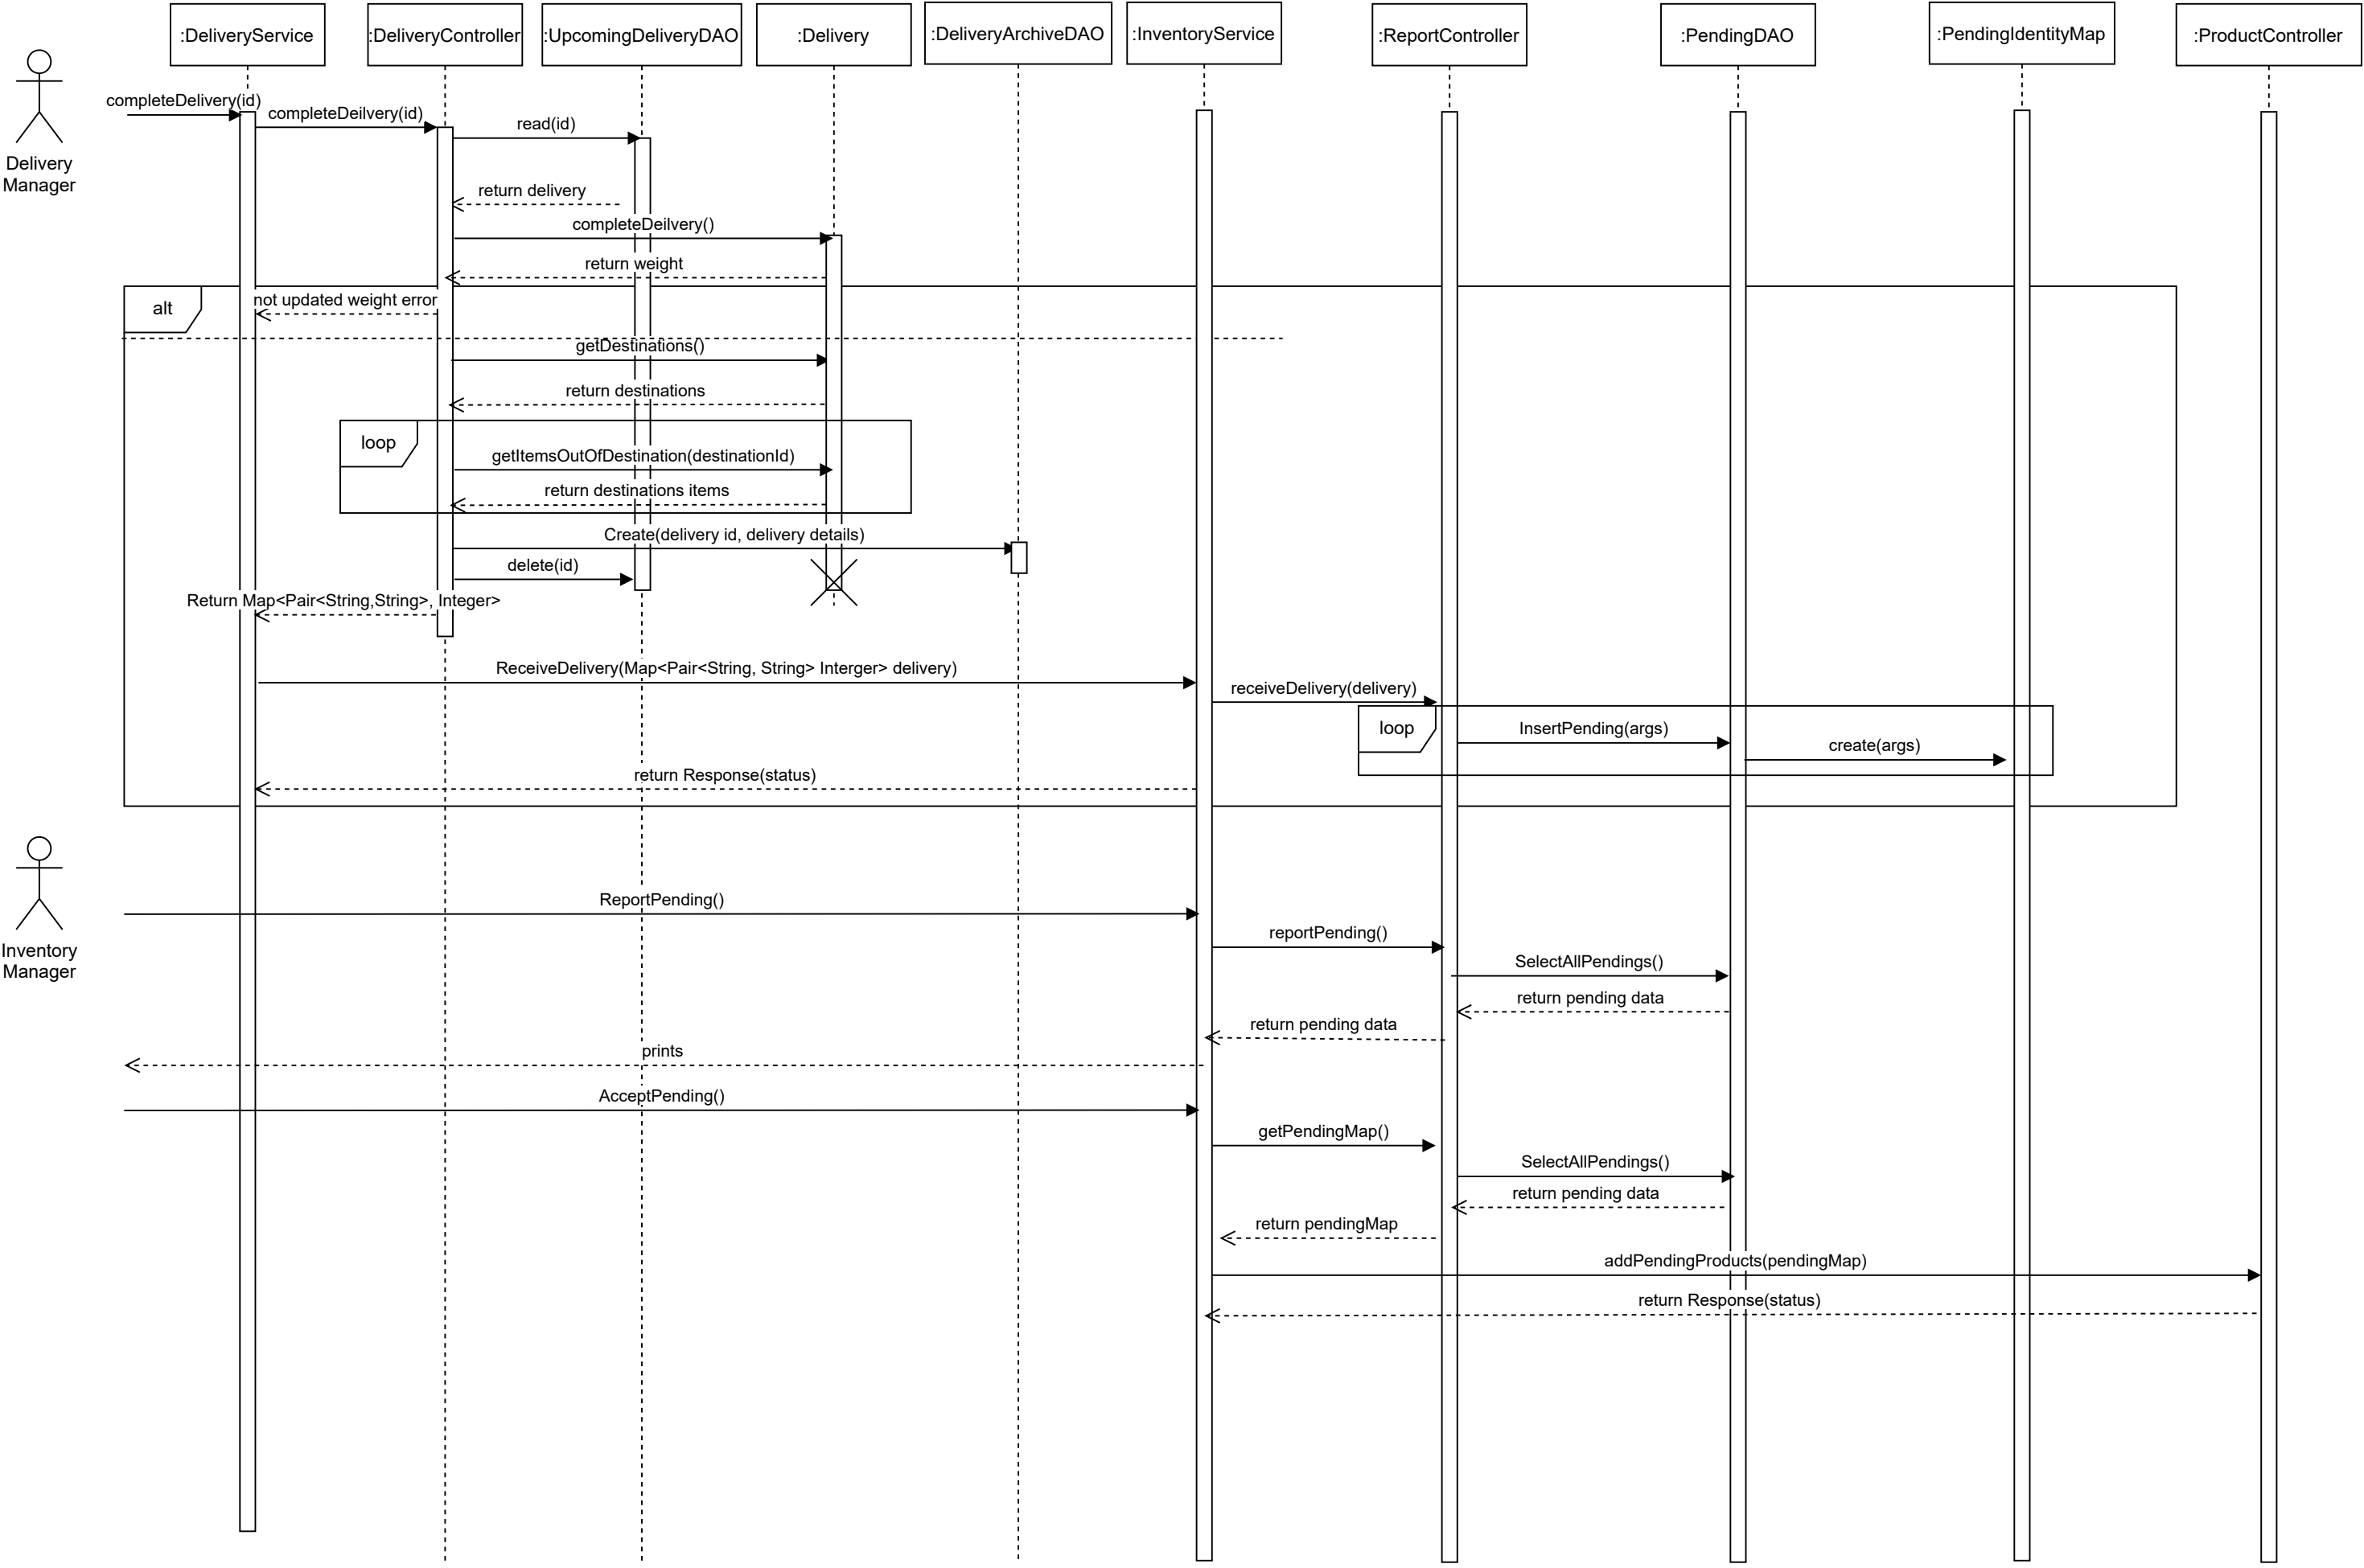 :DeliveryService
:DeliveryController
:UpcomingDeliveryDAO
:Delivery
:DeliveryArchiveDAO
:InventoryService
:ReportController
:PendingDAO
:PendingIdentityMap
:ProductController
Delivery
Manager
completeDelivery(id)
completeDeilvery(id)
read(id)
return delivery
completeDeilvery()
return weight
alt
not updated weight error
getDestinations()
return destinations
loop
getItemsOutOfDestination(destinationId)
return destinations items
Create(delivery id, delivery details)
delete(id)
Return Map<Pair<String,String>, Integer>
ReceiveDelivery(Map<Pair<String, String> Interger> delivery)
receiveDelivery(delivery)
loop
InsertPending(args)
create(args)
return Response(status)
Inventory
Manager
ReportPending()
reportPending()
SelectAllPendings()
return pending data
return pending data
prints
AcceptPending()
getPendingMap()
SelectAllPendings()
return pending data
return pendingMap
addPendingProducts(pendingMap)
return Response(status)